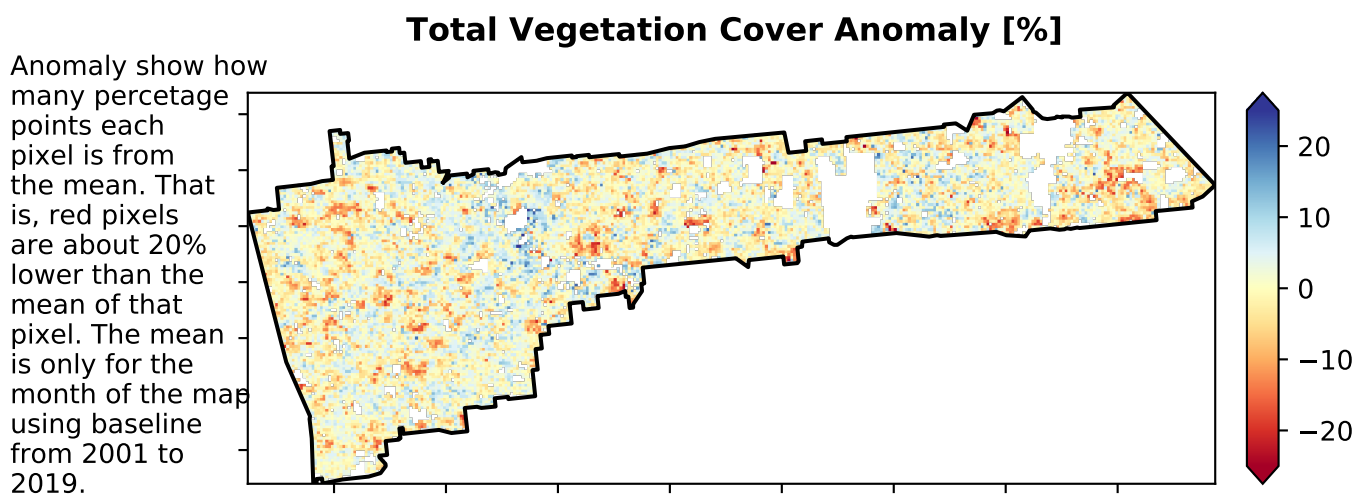 Total Vegetation Cover Anomaly [%]
Anomaly show how
many percetage
points each
pixel is from
the mean. That
is, red pixels
are about 20%
lower than the
mean of that
pixel. The mean
is only for the
month of the map
using baseline
from 2001 to
2019.
20
10
0
−10
−20